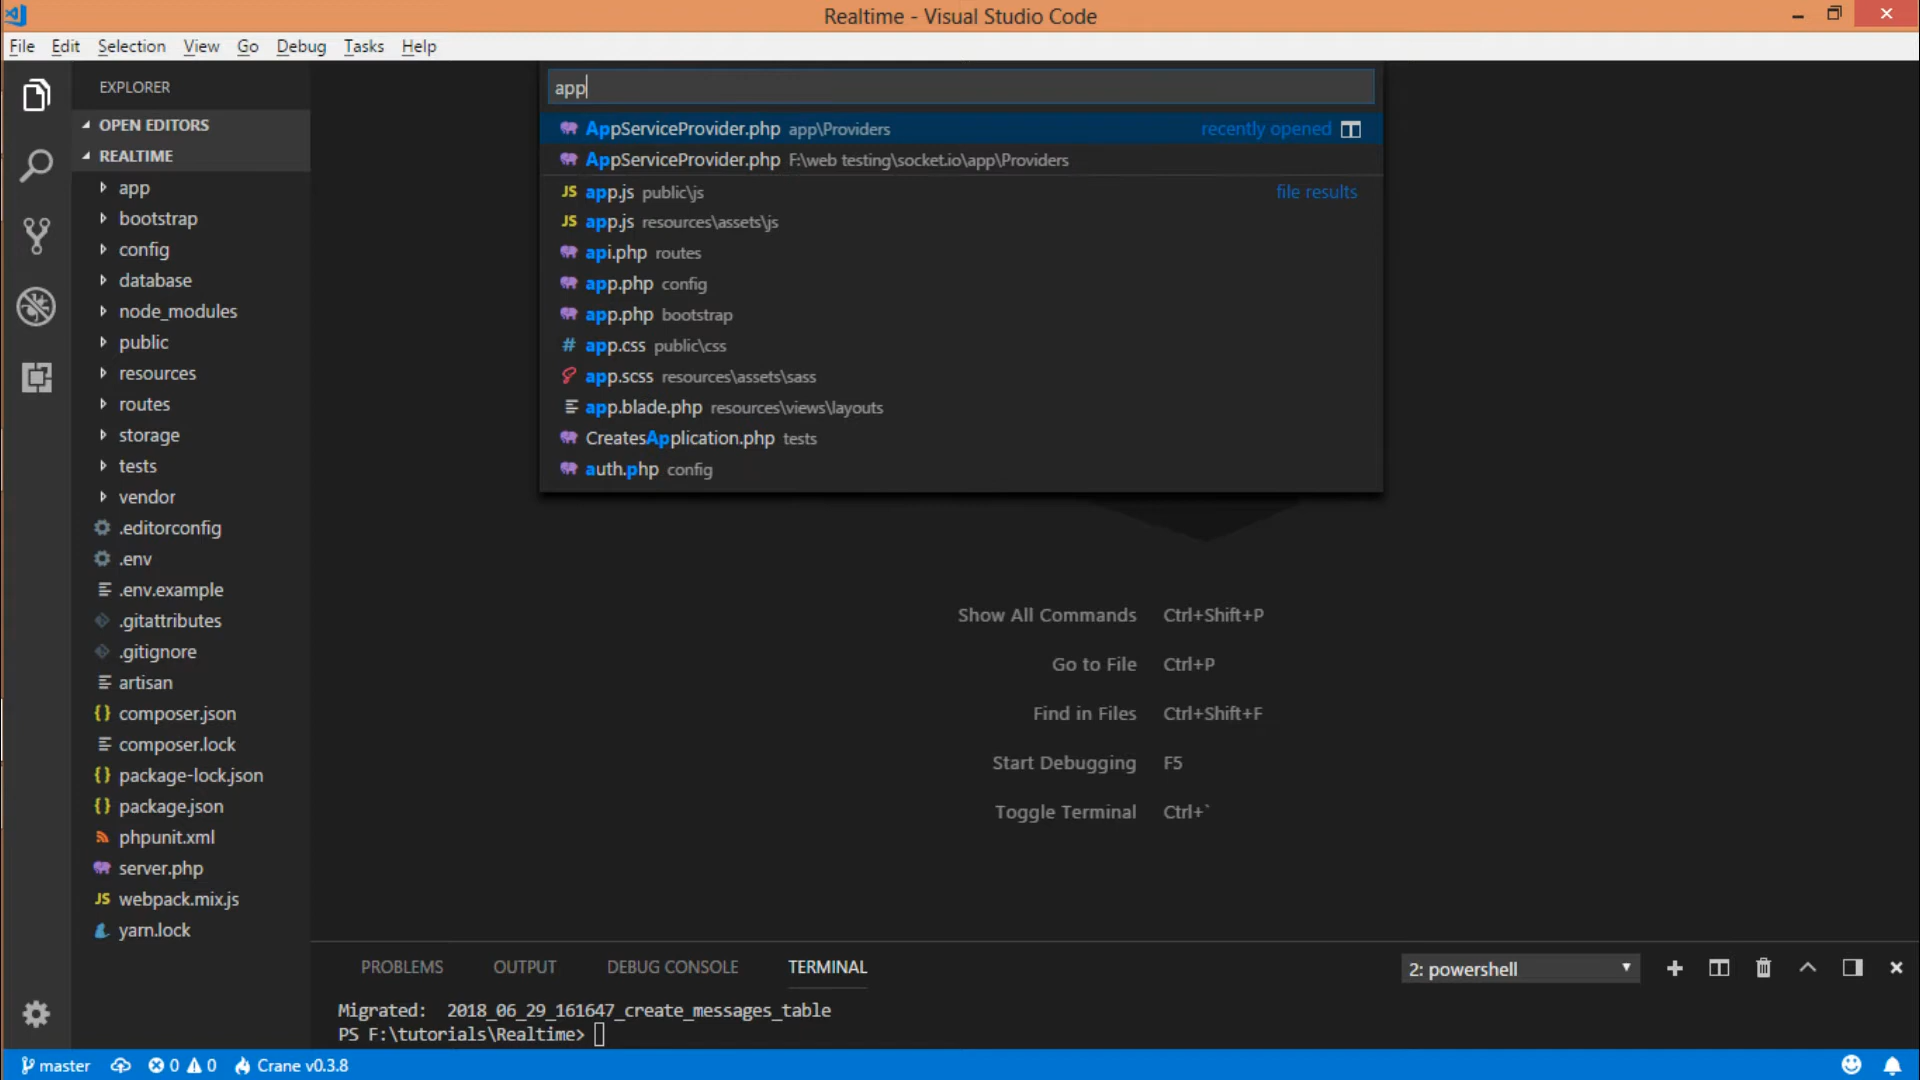 Realtime - Visual Studio Code
File Edit Selection View Go Debug Tasks Help
EXPLORER
OPEN EDITORS
REALTIME
app
bootstrap
config
database
node_modules
public
resources
routes
storage
tests
vendor
.editorconfig
.env
.env.example
.gitattributes
.gitignore
artisan
composer.json
composer.lock
package-lock.json
package.json
phpunit.xml
server.php
webpack.mix.js
yarn.lock
app
AppServiceProvider.php app\Providers recently opened
AppServiceProvider.php F:\web testing\socket.io\app\Providers
JS app.js public\js file results
JS app.js resources\assets\js
api.php routes
app.php config
app.php bootstrap
# app.css public\css
app.scss resources\assets\sass
app.blade.php resources\views\layouts
CreatesApplication.php tests
auth.php config
Show All Commands Ctrl+Shift+P
Go to File Ctrl+P
Find in Files Ctrl+Shift+F
Start Debugging F5
Toggle Terminal Ctrl+`
PROBLEMS OUTPUT DEBUG CONSOLE TERMINAL 2: powershell
Migrated: 2018_06_29_161647_create_messages_table
PS F:\tutorials\Realtime>
master 0 0 Crane v0.3.8